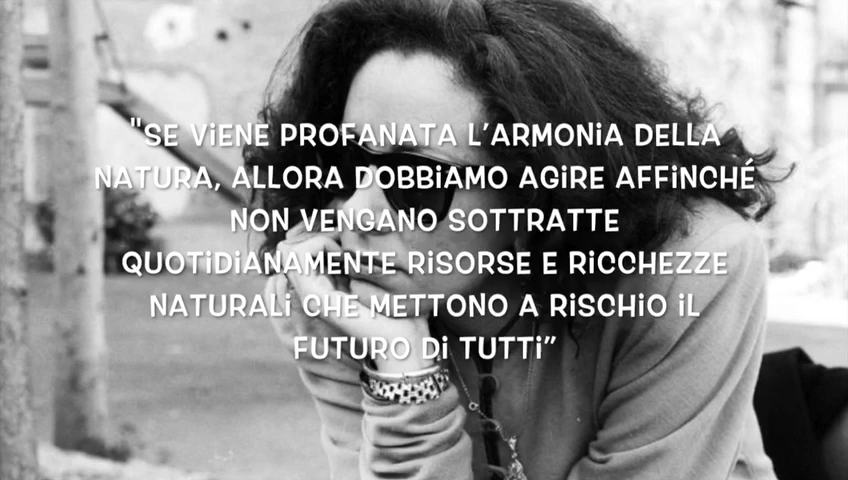 "SE ViENE PROFANATA L'ARMONiA DELLA
NATURA, ALLORA DOBBiAMO AGiRE AFFiNCHÉ
NON VENGANO SOTTRATTE
QUOTiDiANAMENTE RiSORSE E RiCCHEZZE
NATURALi CHE METTONO A RiSCHiO iL
FUTURO Di TUTTi"